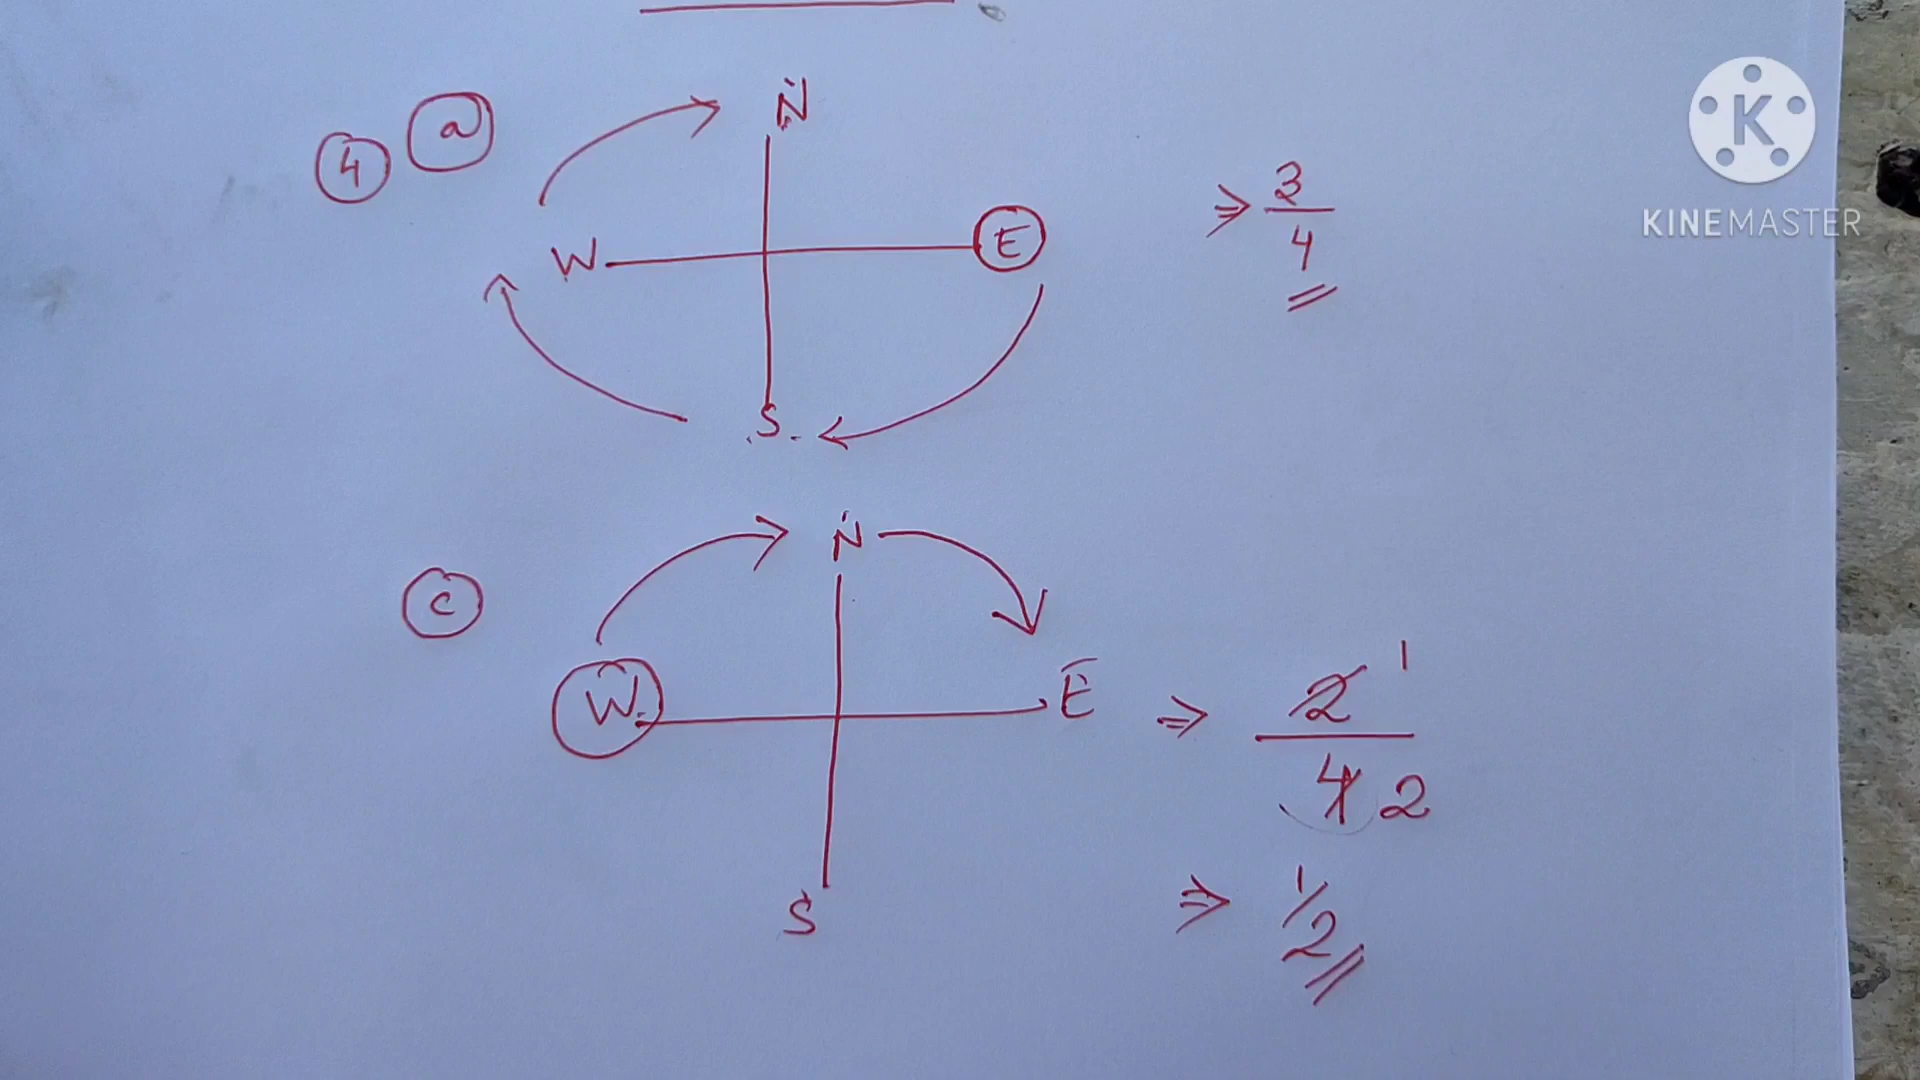 4 a
N
W E
S
⇒ 3/4
K
KINEMASTER
c
N
W E
S
⇒ 2 1
4 2
⇒ 1/2